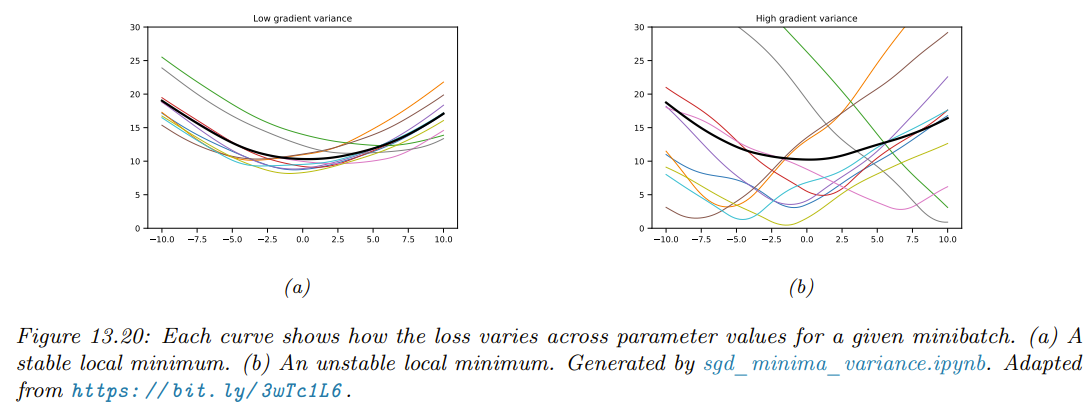 Low gradient variance
30
25
20
15
10
5
0
−10.0 −7.5 −5.0 −2.5 0.0 2.5 5.0 7.5 10.0
(a)
High gradient variance
30
25
20
15
10
5
0
−10.0 −7.5 −5.0 −2.5 0.0 2.5 5.0 7.5 10.0
(b)
Figure 13.20: Each curve shows how the loss varies across parameter values for a given minibatch. (a) A
stable local minimum. (b) An unstable local minimum. Generated by sgd_minima_variance.ipynb. Adapted
from https://bit.ly/3wTc1L6.